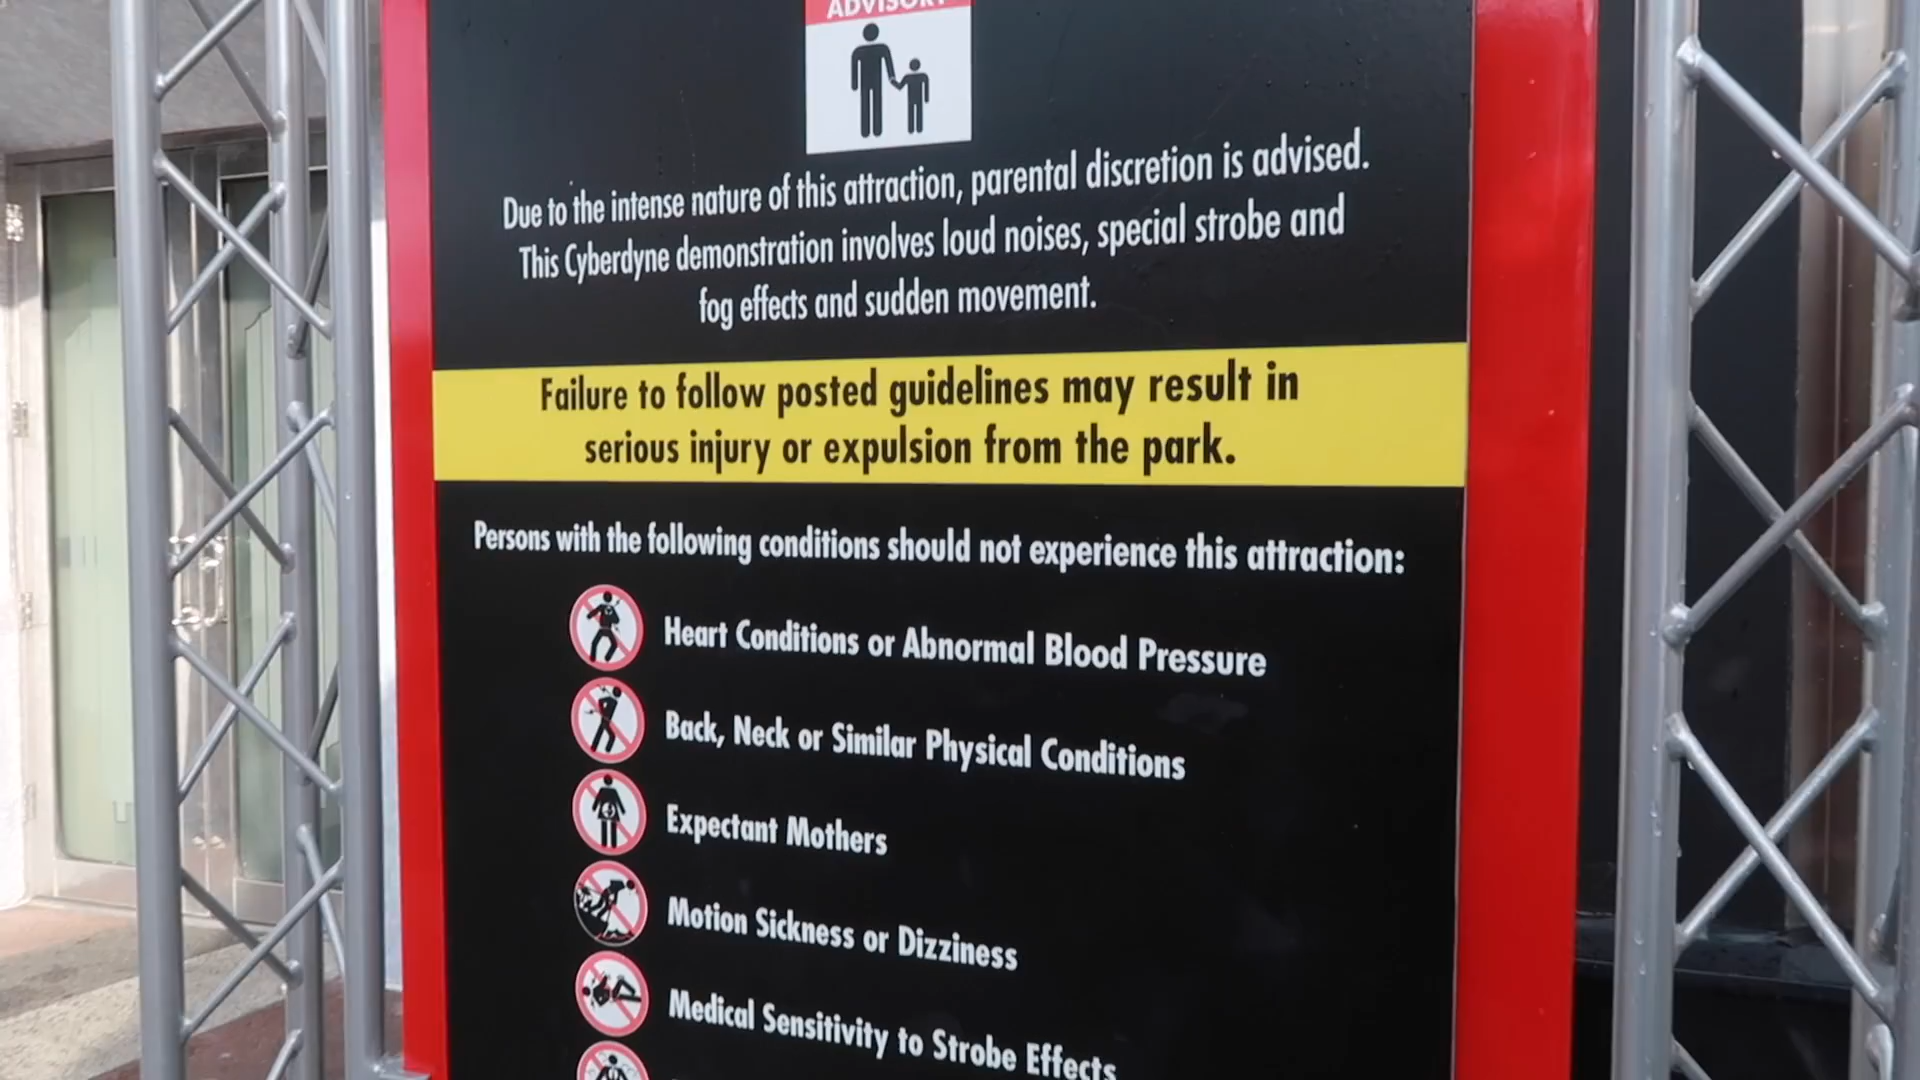 ADVISORY
Due to the intense nature of this attraction, parental discretion is advised.
This Cyberdyne demonstration involves loud noises, special strobe and
fog effects and sudden movement.
Failure to follow posted guidelines may result in
serious injury or expulsion from the park.
Persons with the following conditions should not experience this attraction:
Heart Conditions or Abnormal Blood Pressure
Back, Neck or Similar Physical Conditions
Expectant Mothers
Motion Sickness or Dizziness
Medical Sensitivity to Strobe Effects